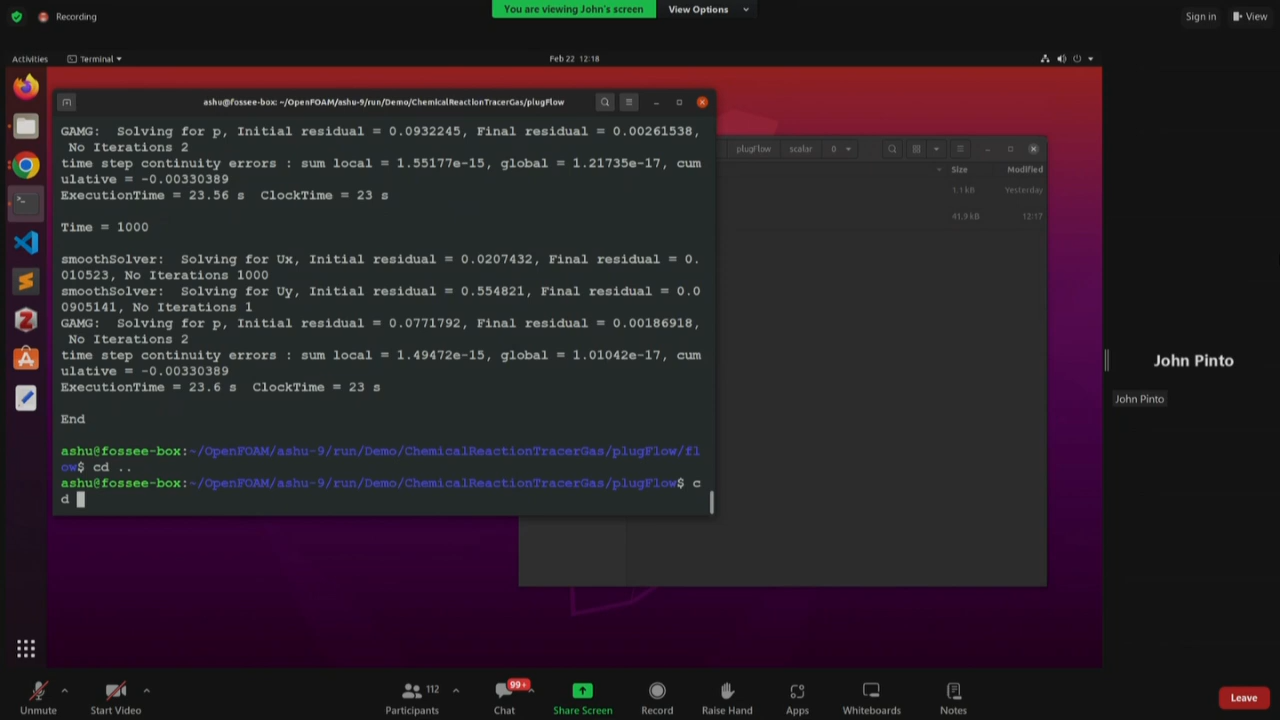 Recording
You are viewing John's screen
View Options
Sign in
View
Activities
Terminal
Feb 22 12:18
ashu@fossee-box: ~/OpenFOAM/ashu-9/run/Demo/ChemicalReactionTracerGas/plugFlow
GAMG:  Solving for p, Initial residual = 0.0932245, Final residual = 0.00261538,
No Iterations 2
time step continuity errors : sum local = 1.55177e-15, global = 1.21735e-17, cum
ulative = -0.00330389
ExecutionTime = 23.56 s  ClockTime = 23 s
Time = 1000
smoothSolver:  Solving for Ux, Initial residual = 0.0207432, Final residual = 0.
010523, No Iterations 1000
smoothSolver:  Solving for Uy, Initial residual = 0.554821, Final residual = 0.0
0905141, No Iterations 1
GAMG:  Solving for p, Initial residual = 0.0771792, Final residual = 0.00186918,
No Iterations 2
time step continuity errors : sum local = 1.49472e-15, global = 1.01042e-17, cum
ulative = -0.00330389
ExecutionTime = 23.6 s  ClockTime = 23 s
End
ashu@fossee-box:~/OpenFOAM/ashu-9/run/Demo/ChemicalReactionTracerGas/plugFlow/fl
ow$ cd ..
ashu@fossee-box:~/OpenFOAM/ashu-9/run/Demo/ChemicalReactionTracerGas/plugFlow$ c
d
plugFlow
scalar
0
Size
Modified
1.1 kB
Yesterday
41.9 kB
12:17
John Pinto
John Pinto
Unmute
Start Video
112
Participants
99+
Chat
Share Screen
Record
Raise Hand
Apps
Whiteboards
Notes
Leave